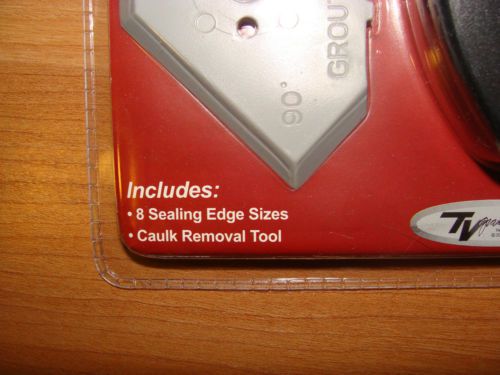 GROU
90°
Includes:
• 8 Sealing Edge Sizes
• Caulk Removal Tool
TV